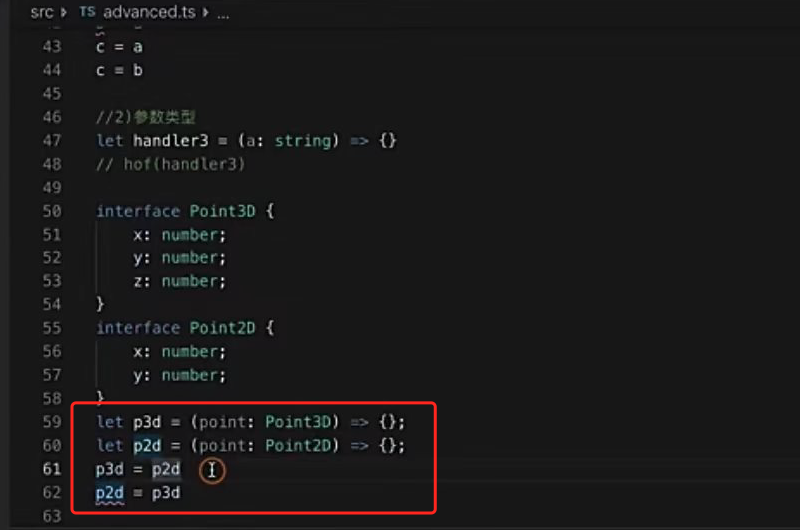 src › TS advanced.ts › ...
43 c = a
44 c = b
45
46 //2)参数类型
47 let handler3 = (a: string) => {}
48 // hof(handler3)
49
50 interface Point3D {
51 x: number;
52 y: number;
53 z: number;
54 }
55 interface Point2D {
56 x: number;
57 y: number;
58 }
59 let p3d = (point: Point3D) => {};
60 let p2d = (point: Point2D) => {};
61 p3d = p2d
62 p2d = p3d
63